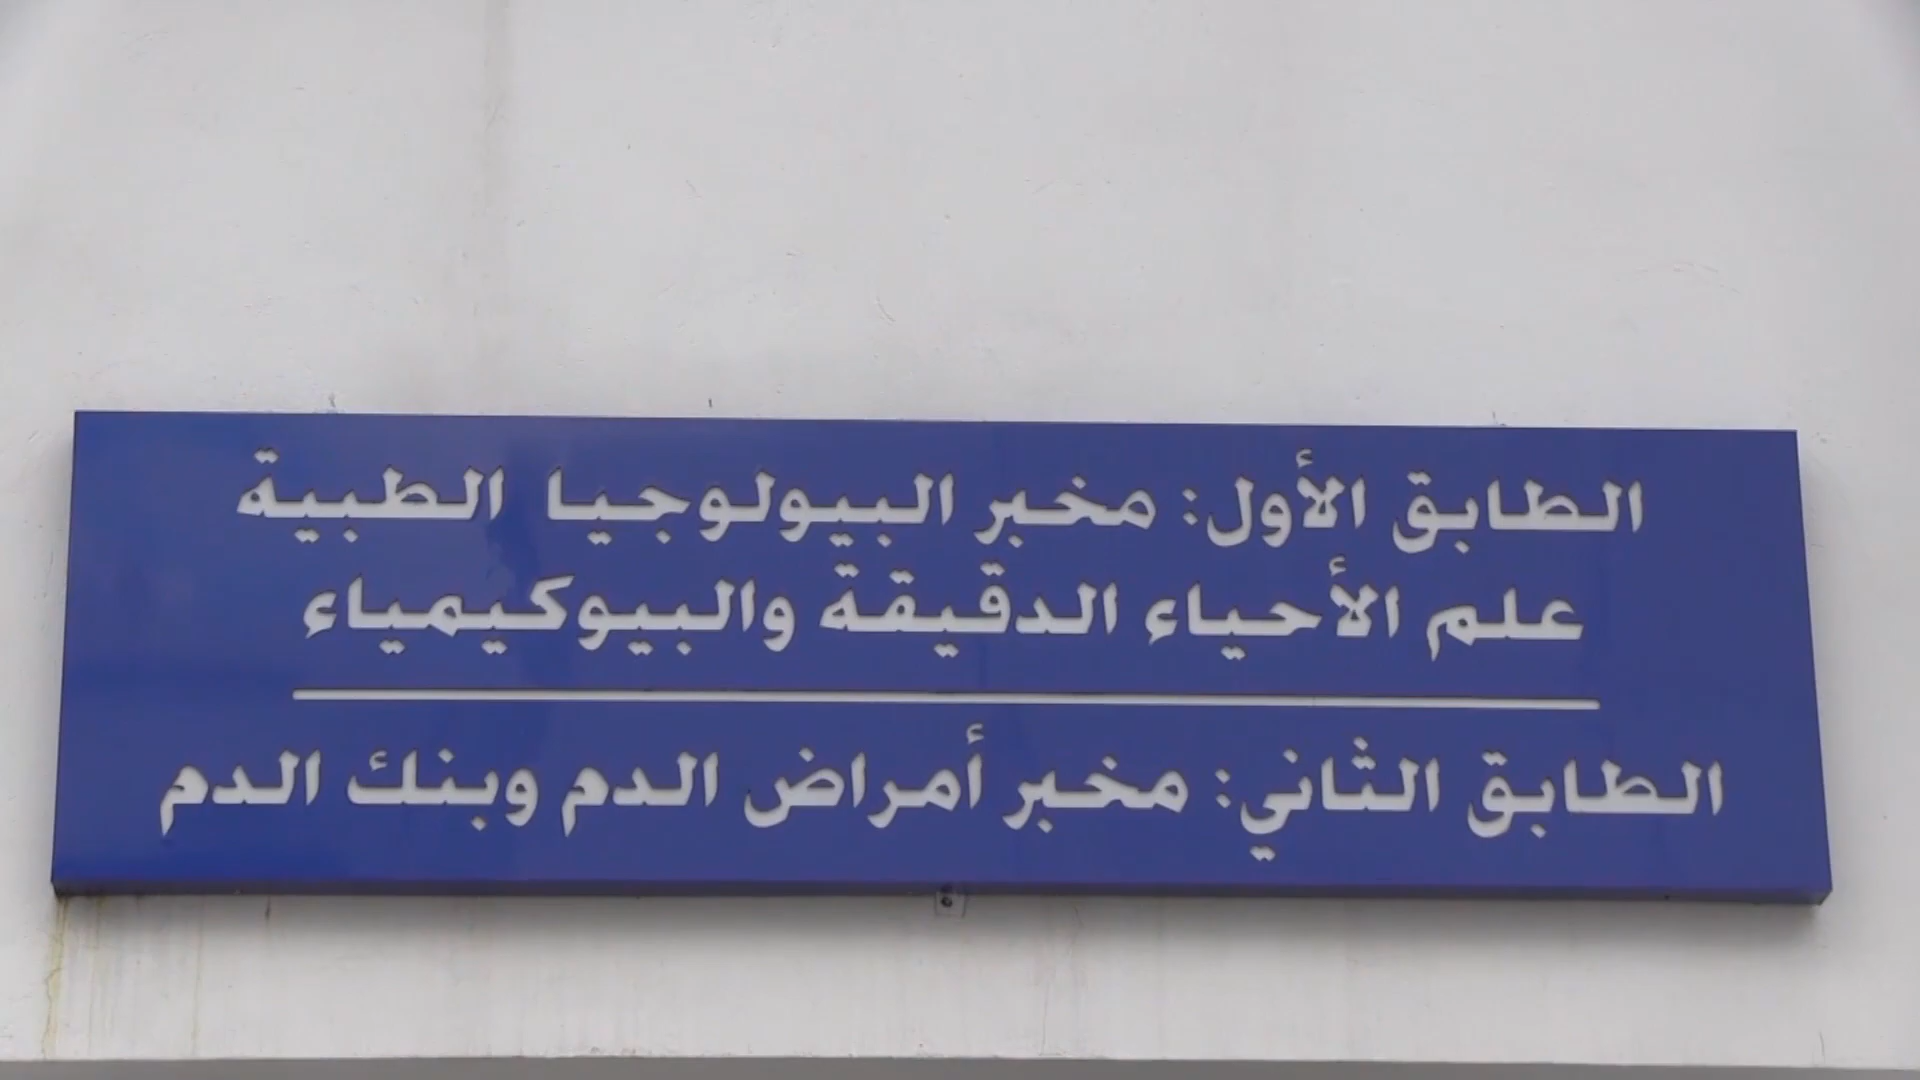 الطابق الأول: مخبر البيولوجيا الطبية
علم الأحياء الدقيقة والبيوكيمياء
الطابق الثاني: مخبر أمراض الدم وبنك الدم